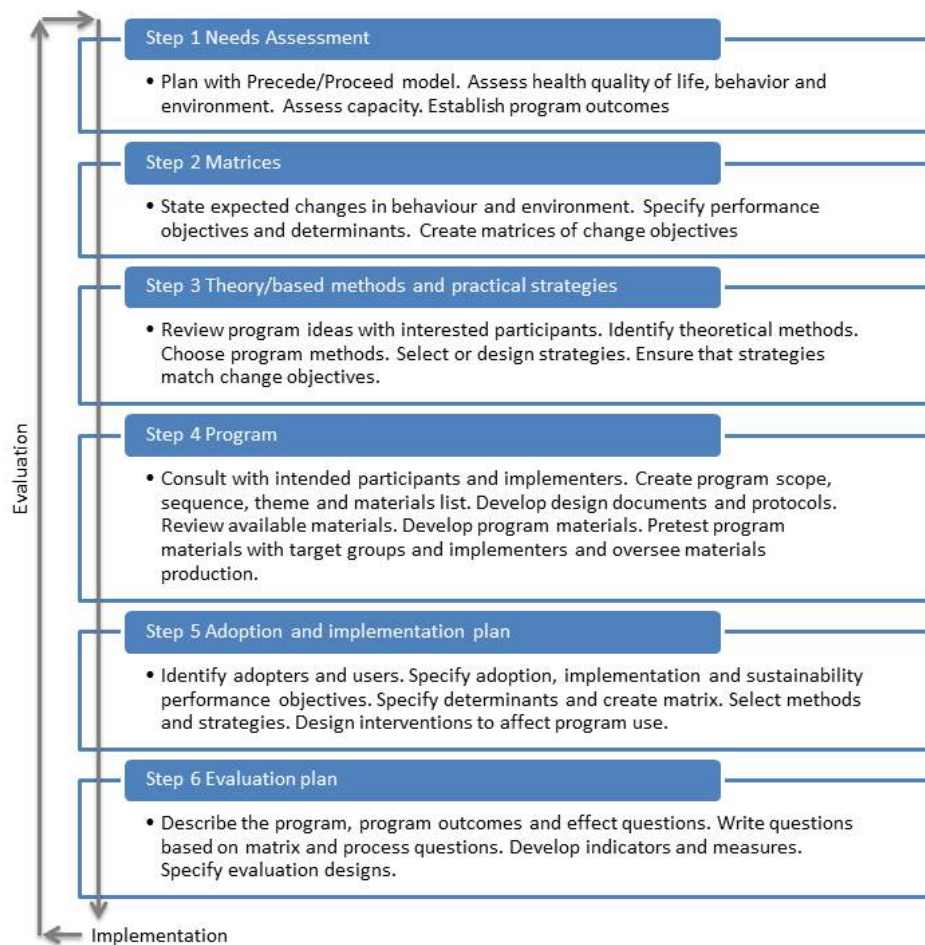 Step 1 Needs Assessment
• Plan with Precede/Proceed model. Assess health quality of life, behavior and
environment. Assess capacity. Establish program outcomes
Step 2 Matrices
• State expected changes in behaviour and environment. Specify performance
objectives and determinants. Create matrices of change objectives
Step 3 Theory/based methods and practical strategies
• Review program ideas with interested participants. Identify theoretical methods.
Choose program methods. Select or design strategies. Ensure that strategies
match change objectives.
Step 4 Program
• Consult with intended participants and implementers. Create program scope,
sequence, theme and materials list. Develop design documents and protocols.
Review available materials. Develop program materials. Pretest program
materials with target groups and implementers and oversee materials
production.
Step 5 Adoption and implementation plan
• Identify adopters and users. Specify adoption, implementation and sustainability
performance objectives. Specify determinants and create matrix. Select methods
and strategies. Design interventions to affect program use.
Step 6 Evaluation plan
• Describe the program, program outcomes and effect questions. Write questions
based on matrix and process questions. Develop indicators and measures.
Specify evaluation designs.
Evaluation
Implementation